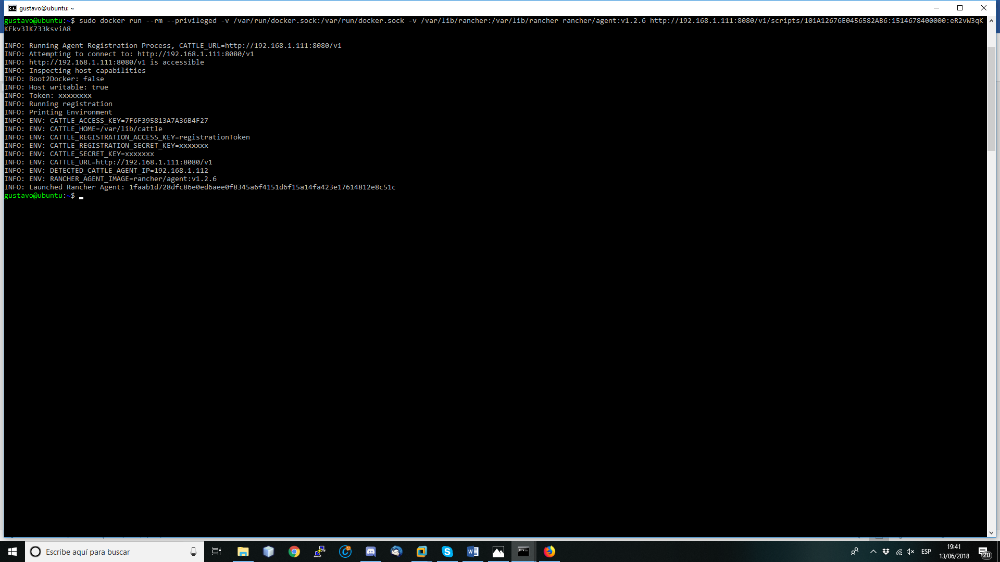 gustavo@ubuntu: ~
gustavo@ubuntu:~$ sudo docker run --rm --privileged -v /var/run/docker.sock:/var/run/docker.sock -v /var/lib/rancher:/var/lib/rancher rancher/agent:v1.2.6 http://192.168.1.111:8080/v1/scripts/101A12676E0456582AB6:1514678400000:eR2vW3qK
KFkv3lK733ksviA8
INFO: Running Agent Registration Process, CATTLE_URL=http://192.168.1.111:8080/v1
INFO: Attempting to connect to: http://192.168.1.111:8080/v1
INFO: http://192.168.1.111:8080/v1 is accessible
INFO: Inspecting host capabilities
INFO: Boot2Docker: false
INFO: Host writable: true
INFO: Token: xxxxxxxx
INFO: Running registration
INFO: Printing Environment
INFO: ENV: CATTLE_ACCESS_KEY=7F6F395813A7A36B4F27
INFO: ENV: CATTLE_HOME=/var/lib/cattle
INFO: ENV: CATTLE_REGISTRATION_ACCESS_KEY=registrationToken
INFO: ENV: CATTLE_REGISTRATION_SECRET_KEY=xxxxxxx
INFO: ENV: CATTLE_SECRET_KEY=xxxxxxx
INFO: ENV: CATTLE_URL=http://192.168.1.111:8080/v1
INFO: ENV: DETECTED_CATTLE_AGENT_IP=192.168.1.112
INFO: ENV: RANCHER_AGENT_IMAGE=rancher/agent:v1.2.6
INFO: Launched Rancher Agent: 1faab1d728dfc86e0ed6aee0f8345a6f4151d6f15a14fa423e17614812e8c51c
gustavo@ubuntu:~$
Escribe aquí para buscar
ESP
19:41
13/06/2018
20